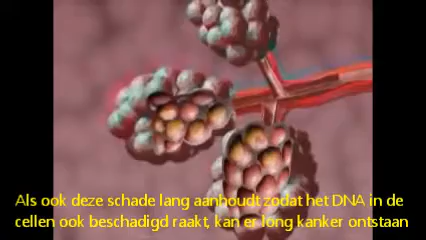 Als ook deze schade lang aanhoudt zodat het DNA in de
cellen ook beschadigd raakt, kan er long kanker ontstaan